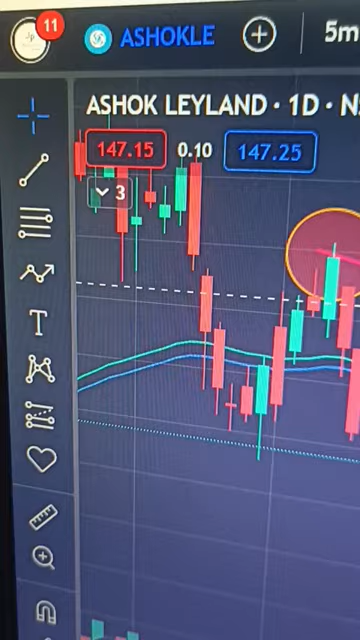 11
ASHOKLE
5m
ASHOK LEYLAND · 1D · N
147.15
0.10
147.25
3